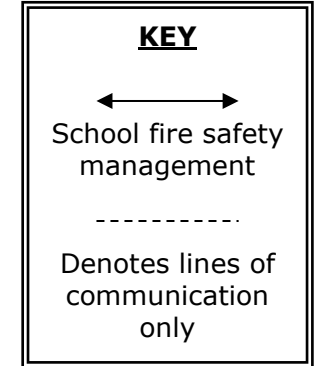 KEY
School fire safety
management
Denotes lines of
communication
only